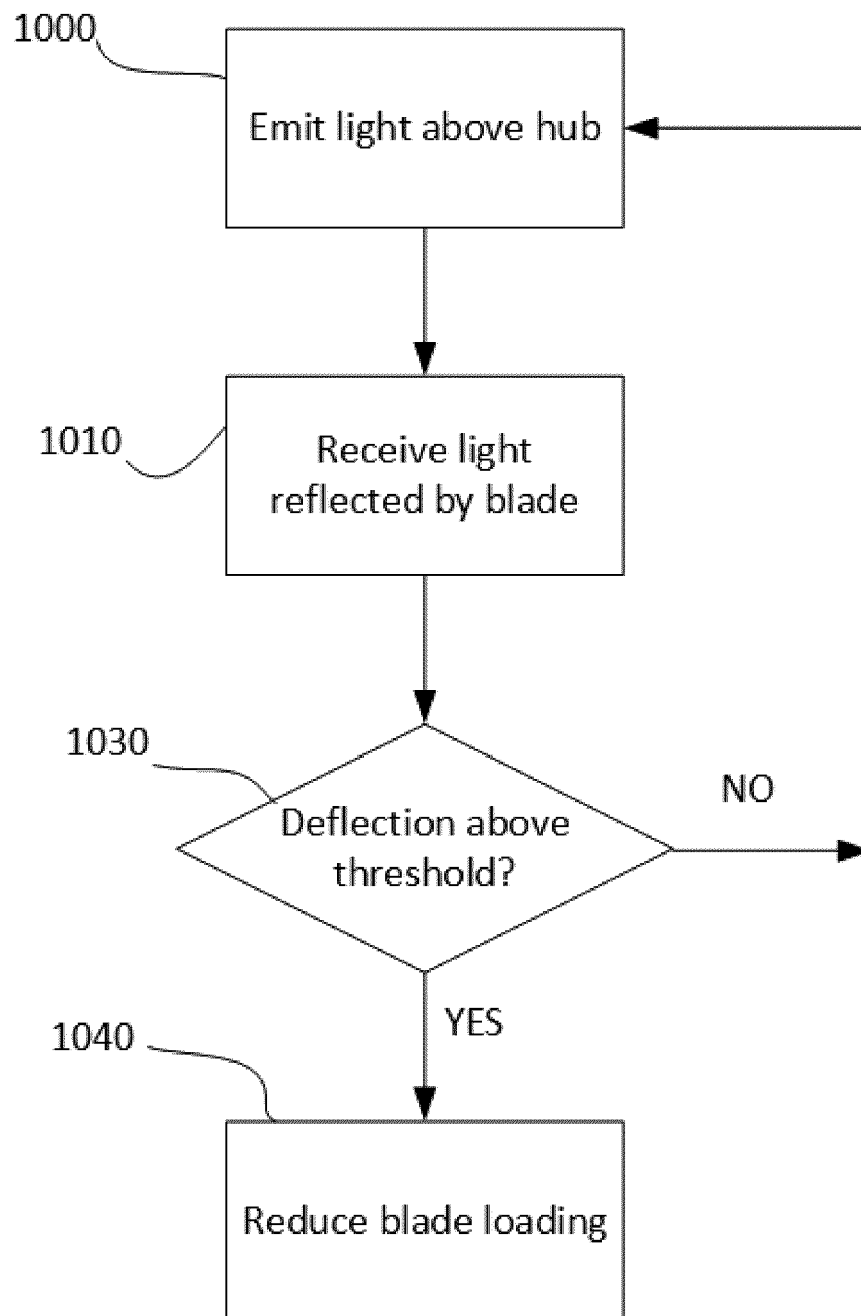 1000
Emit light above hub
1010
Receive light
reflected by blade
1030
Deflection above
threshold?
NO
YES
1040
Reduce blade loading